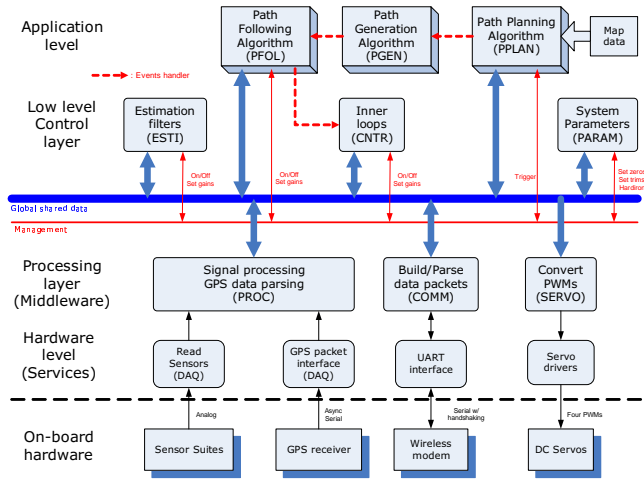 Application
level
Path
Following
Algorithm
(PFOL)
Path
Generation
Algorithm
(PGEN)
Path Planning
Algorithm
(PPLAN)
Map
data
: Events handler
Low level
Control
layer
Estimation
filters
(ESTI)
Inner
loops
(CNTR)
System
Parameters
(PARAM)
On/Off
Set gains
On/Off
Set gains
On/Off
Set gains
Trigger
Set zeros
Set trims
Hardiron
Global shared data
Management
Processing
layer
(Middleware)
Signal processing
GPS data parsing
(PROC)
Build/Parse
data packets
(COMM)
Convert
PWMs
(SERVO)
Hardware
level
(Services)
Read
Sensors
(DAQ)
GPS packet
interface
(DAQ)
UART
interface
Servo
drivers
Analog
Async
Serial
Serial w/
handshaking
Four PWMs
On-board
hardware
Sensor Suites
GPS receiver
Wireless
modem
DC Servos